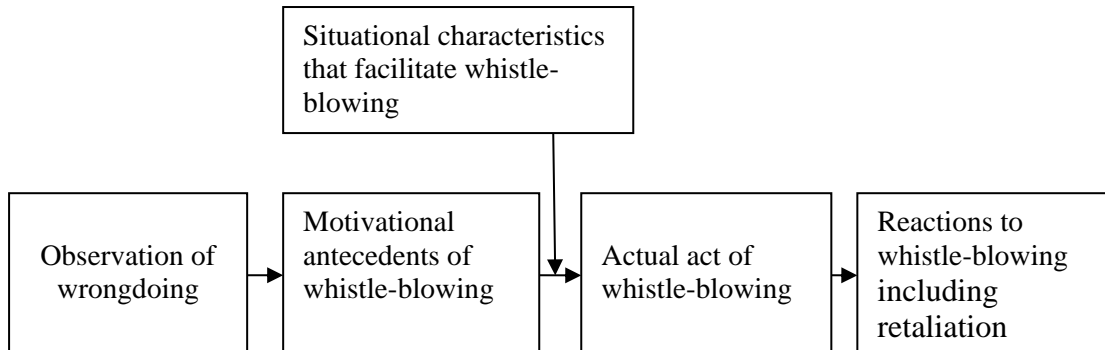 Situational characteristics
that facilitate whistle-
blowing
Observation of
wrongdoing
Motivational
antecedents of
whistle-blowing
Actual act of
whistle-blowing
Reactions to
whistle-blowing
including
retaliation